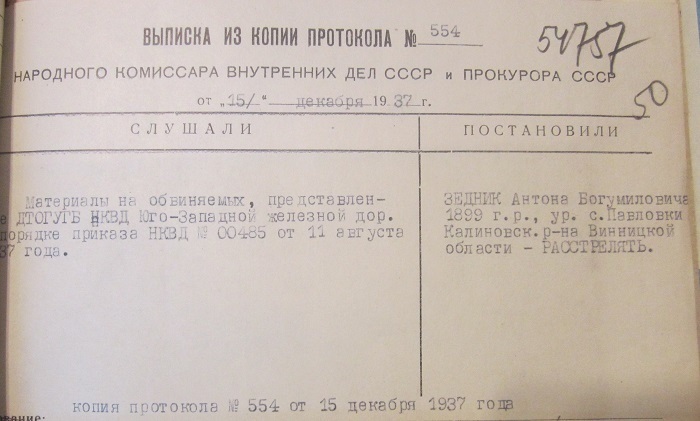 ВЫПИСКА ИЗ КОПИИ ПРОТОКОЛА № 554
54757
50
НАРОДНОГО КОМИССАРА ВНУТРЕННИХ ДЕЛ СССР и ПРОКУРОРА СССР
от „15/“ декабря 1937 г.
СЛУШАЛИ
Материалы на обвиняемых, представлен-
е ДТОГУГБ НКВД Юго-Западной железной дор.
порядке приказа НКВД № 00485 от 11 августа
37 года.
ПОСТАНОВИЛИ
ЗЕДНИК Антона Богумиловича
1899 г.р., ур. с.Павловки
Калиновск.р-на Винницкой
области - РАССТРЕЛЯТЬ.
копия протокола № 554 от 15 декабря 1937 года
ование: